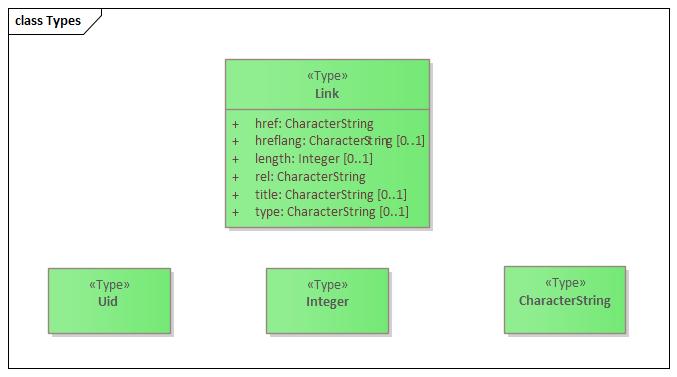 class Types
«Type»
Link
+ href: CharacterString
+ hreflang: CharacterString [0..1]
+ length: Integer [0..1]
+ rel: CharacterString
+ title: CharacterString [0..1]
+ type: CharacterString [0..1]
«Type»
Uid
«Type»
Integer
«Type»
CharacterString